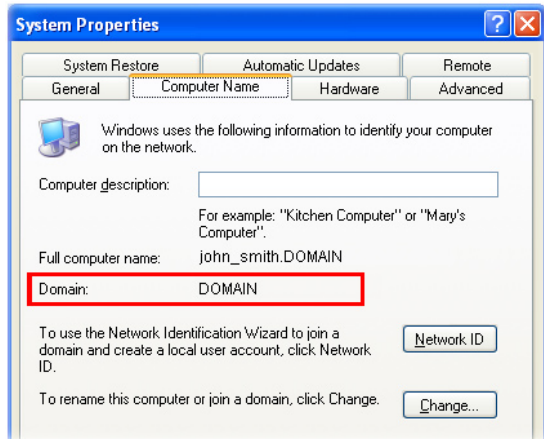 System Properties
System Restore Automatic Updates Remote
General Computer Name Hardware Advanced
Windows uses the following information to identify your computer
on the network.
Computer description:
For example: "Kitchen Computer" or "Mary's
Computer".
Full computer name: john_smith.DOMAIN
Domain: DOMAIN
To use the Network Identification Wizard to join a
domain and create a local user account, click Network
ID.
Network ID
To rename this computer or join a domain, click Change.
Change...